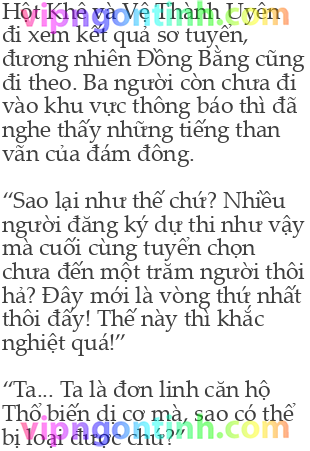 Hột Khê và Vệ Thành Uyên
đi xem kết quả sơ tuyển,
đương nhiên Đồng Bằng cũng
đi theo. Ba người còn chưa đi
vào khu vực thông báo thì đã
nghe thấy những tiếng than
vãn của đám đông.
“Sao lại như thế chứ? Nhiều
người đăng ký dự thi như vậy
mà cuối cùng tuyển chọn
chưa đến một trăm người thôi
hả? Đây mới là vòng thứ nhất
thôi đấy! Thế này thì khắc
nghiệt quá!”
“Ta... Ta là đơn linh căn hộ
Thổ biến dị cơ mà, sao có thể
bị loại được chứ?”
vipngontinh.com
vipngontinh.com